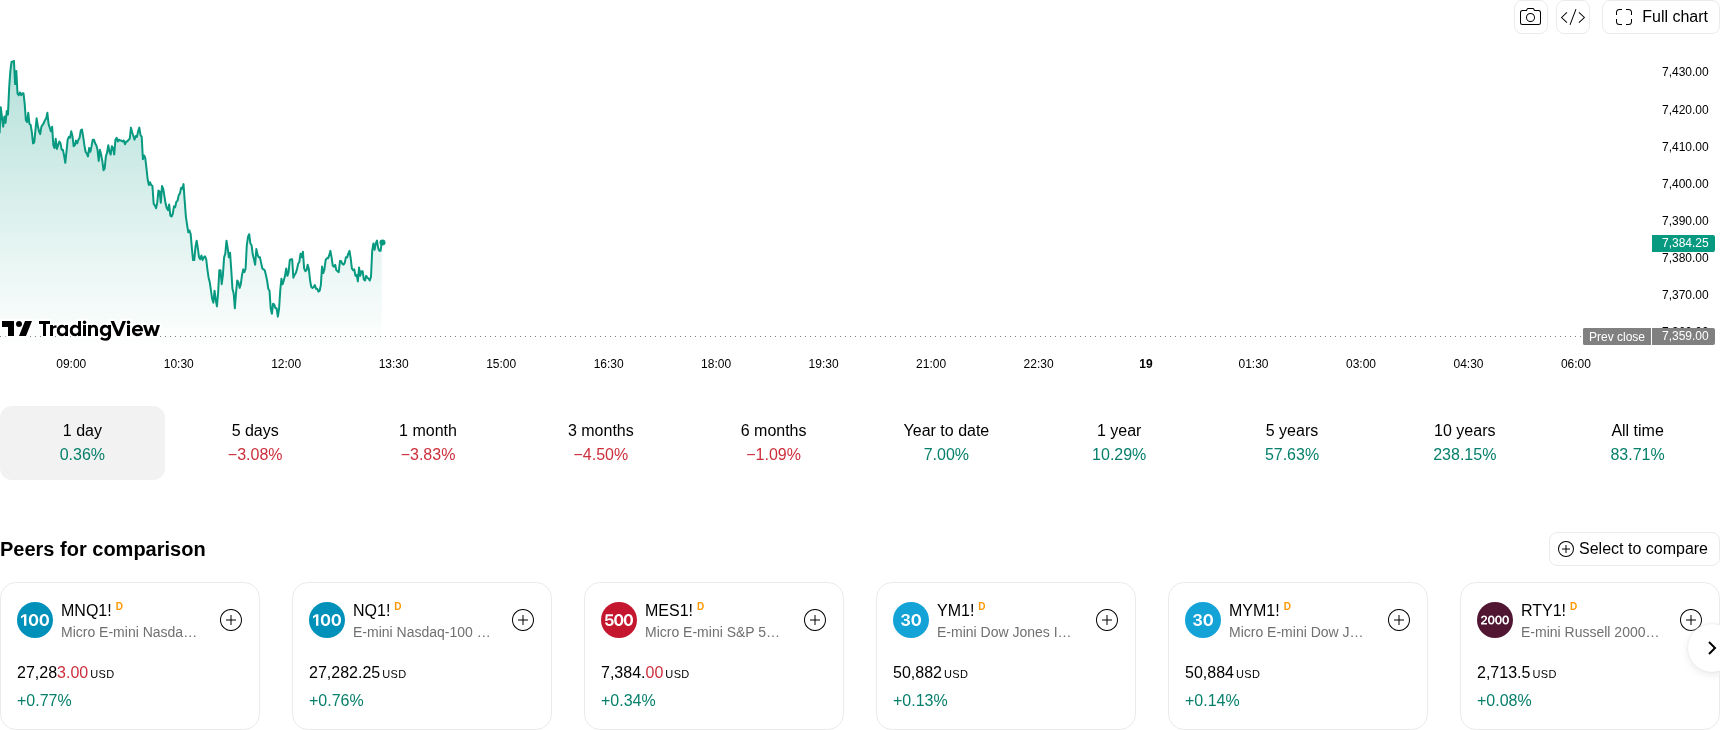 Full chart
7,430.00
7,420.00
7,410.00
7,400.00
7,390.00
7,384.25
7,380.00
7,370.00
Prev close 7,359.00
TradingView
09:00 10:30 12:00 13:30 15:00 16:30 18:00 19:30 21:00 22:30 19 01:30 03:00 04:30 06:00
1 day 5 days 1 month 3 months 6 months Year to date 1 year 5 years 10 years All time
0.36% −3.08% −3.83% −4.50% −1.09% 7.00% 10.29% 57.63% 238.15% 83.71%
Peers for comparison
Select to compare
100 MNQ1! D
Micro E-mini Nasda…
27,283.00 USD
+0.77%
100 NQ1! D
E-mini Nasdaq-100 …
27,282.25 USD
+0.76%
500 MES1! D
Micro E-mini S&P 5…
7,384.00 USD
+0.34%
30 YM1! D
E-mini Dow Jones I…
50,882 USD
+0.13%
30 MYM1! D
Micro E-mini Dow J…
50,884 USD
+0.14%
2000 RTY1! D
E-mini Russell 2000…
2,713.5 USD
+0.08%